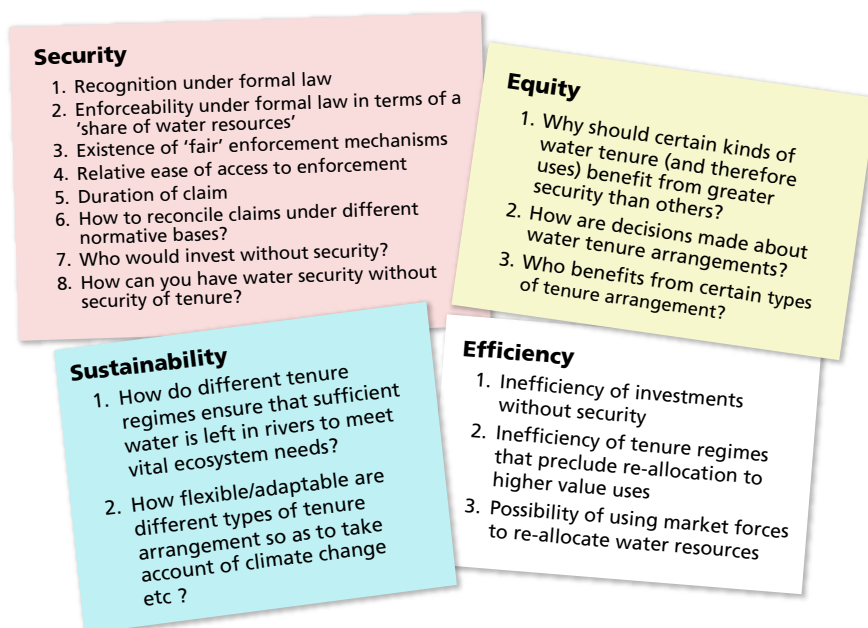 Security
1. Recognition under formal law
2. Enforceability under formal law in terms of a
‘share of water resources’
3. Existence of ‘fair’ enforcement mechanisms
4. Relative ease of access to enforcement
5. Duration of claim
6. How to reconcile claims under different
normative bases?
7. Who would invest without security?
8. How can you have water security without
security of tenure?
Equity
1. Why should certain kinds of
water tenure (and therefore
uses) benefit from greater
security than others?
2. How are decisions made about
water tenure arrangements?
3. Who benefits from certain types
of tenure arrangement?
Sustainability
1. How do different tenure
regimes ensure that sufficient
water is left in rivers to meet
vital ecosystem needs?
2. How flexible/adaptable are
different types of tenure
arrangement so as to take
account of climate change
etc ?
Efficiency
1. Inefficiency of investments
without security
2. Inefficiency of tenure regimes
that preclude re-allocation to
higher value uses
3. Possibility of using market forces
to re-allocate water resources